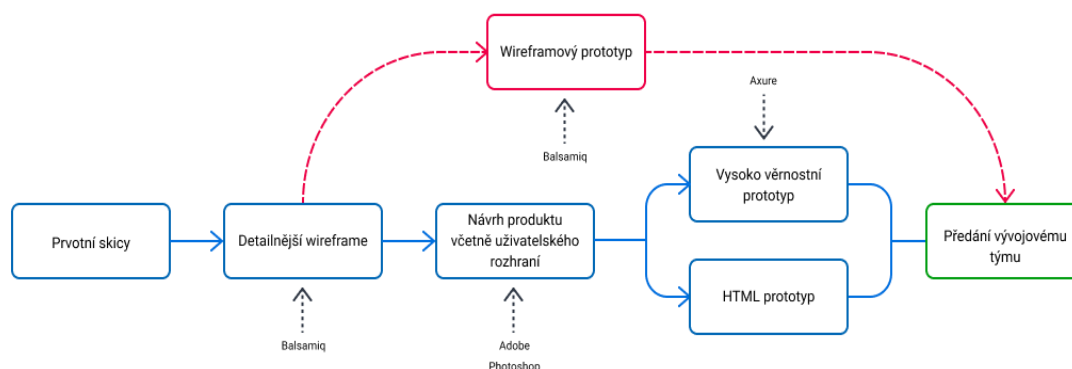 Wireframový prototyp
Axure
Balsamiq
Vysoko věrnostní
prototyp
Prvotní skicy
Detailnější wireframe
Návrh produktu
včetně uživatelského
rozhraní
Předání vývojovému
týmu
HTML prototyp
Balsamiq
Adobe
Photoshop